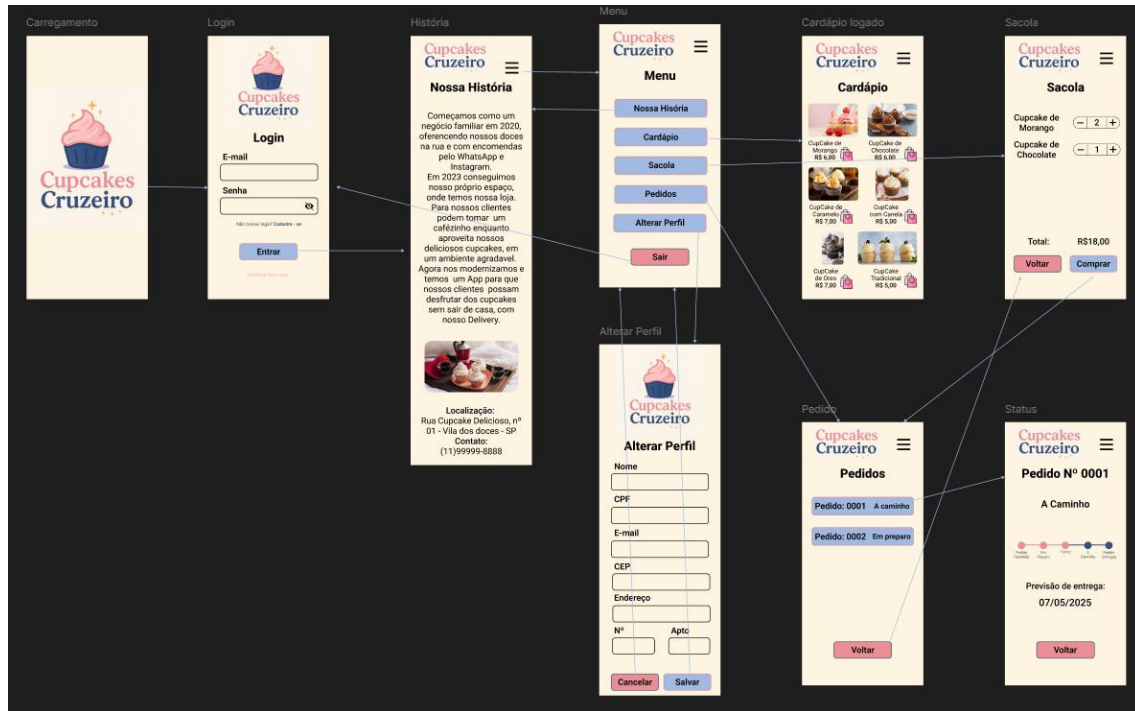 Carregamento
Cupcakes
Cruzeiro
Login
Cupcakes
Cruzeiro
Login
E-mail
Senha
Não possui login? Cadastre - se
Entrar
Continuar sem login
História
Cupcakes
Cruzeiro
Nossa História
Começamos como um
negócio familiar em 2020,
oferencendo nossos doces
na rua e com encomendas
pelo WhatsApp e
Instagram.
Em 2023 conseguimos
nosso próprio espaço,
onde temos nossa loja.
Para nossos clientes
podem tomar um
cafézinho enquanto
aproveita nossos
deliciosos cupcakes, em
um ambiente agradavel.
Agora nos modernizamos e
temos um App para que
nossos clientes possam
desfrutar dos cupcakes
sem sair de casa, com
nosso Delivery.
Localização:
Rua Cupcake Delicioso, nº
01 - Vila dos doces - SP
Contato:
(11)99999-8888
Menu
Cupcakes
Cruzeiro
Menu
Nossa Hisória
Cardápio
Sacola
Pedidos
Alterar Perfil
Sair
Alterar Perfil
Cupcakes
Cruzeiro
Alterar Perfil
Nome
CPF
E-mail
CEP
Endereço
Nº Apto
Cancelar Salvar
Cardápio logado
Cupcakes
Cruzeiro
Cardápio
CupCake de
Morango
R$ 6,00
CupCake de
Chocolate
R$ 6,00
CupCake de
Caramelo
R$ 7,00
CupCake
com Canela
R$ 5,00
CupCake
de Oreo
R$ 7,00
CupCake
Tradicional
R$ 5,00
Pedido
Cupcakes
Cruzeiro
Pedidos
Pedido: 0001 A caminho
Pedido: 0002 Em preparo
Voltar
Sacola
Cupcakes
Cruzeiro
Sacola
Cupcake de
Morango
− 2 +
Cupcake de
Chocolate
− 1 +
Total: R$18,00
Voltar Comprar
Status
Cupcakes
Cruzeiro
Pedido Nº 0001
A Caminho
Previsão de entrega:
07/05/2025
Voltar